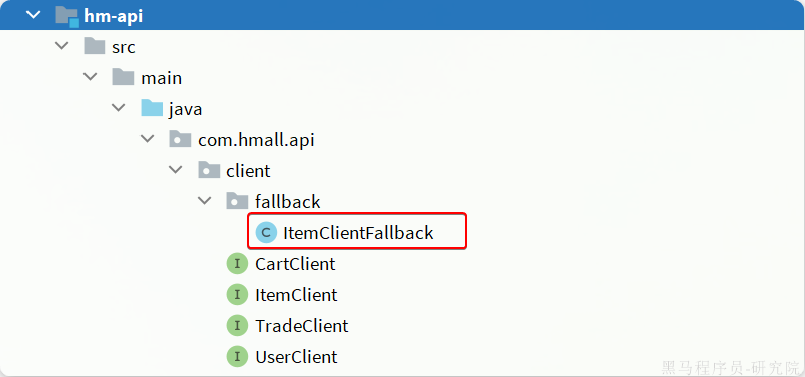 hm-api
src
main
java
com.hmall.api
client
fallback
C ItemClientFallback
I CartClient
I ItemClient
I TradeClient
I UserClient
黑马程序员-研究院